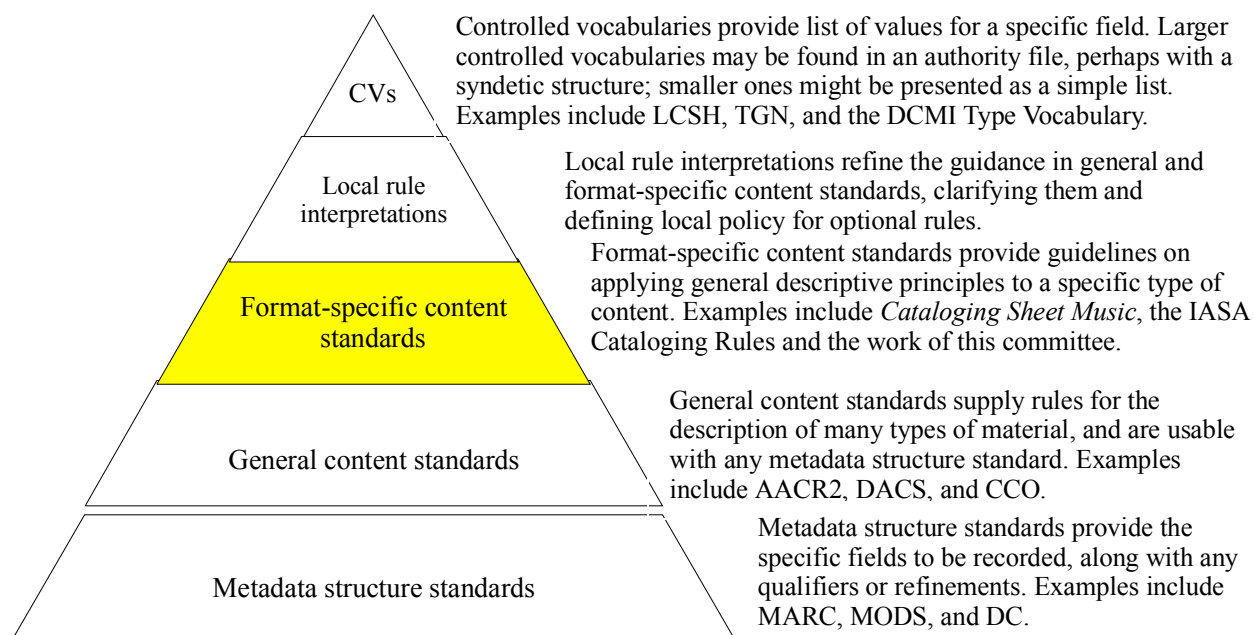 CVs
Controlled vocabularies provide list of values for a specific field. Larger
controlled vocabularies may be found in an authority file, perhaps with a
syndetic structure; smaller ones might be presented as a simple list.
Examples include LCSH, TGN, and the DCMI Type Vocabulary.
Local rule
interpretations
Local rule interpretations refine the guidance in general and
format-specific content standards, clarifying them and
defining local policy for optional rules.
Format-specific content
standards
Format-specific content standards provide guidelines on
applying general descriptive principles to a specific type of
content. Examples include Cataloging Sheet Music, the IASA
Cataloging Rules and the work of this committee.
General content standards
General content standards supply rules for the
description of many types of material, and are usable
with any metadata structure standard. Examples
include AACR2, DACS, and CCO.
Metadata structure standards
Metadata structure standards provide the
specific fields to be recorded, along with any
qualifiers or refinements. Examples include
MARC, MODS, and DC.